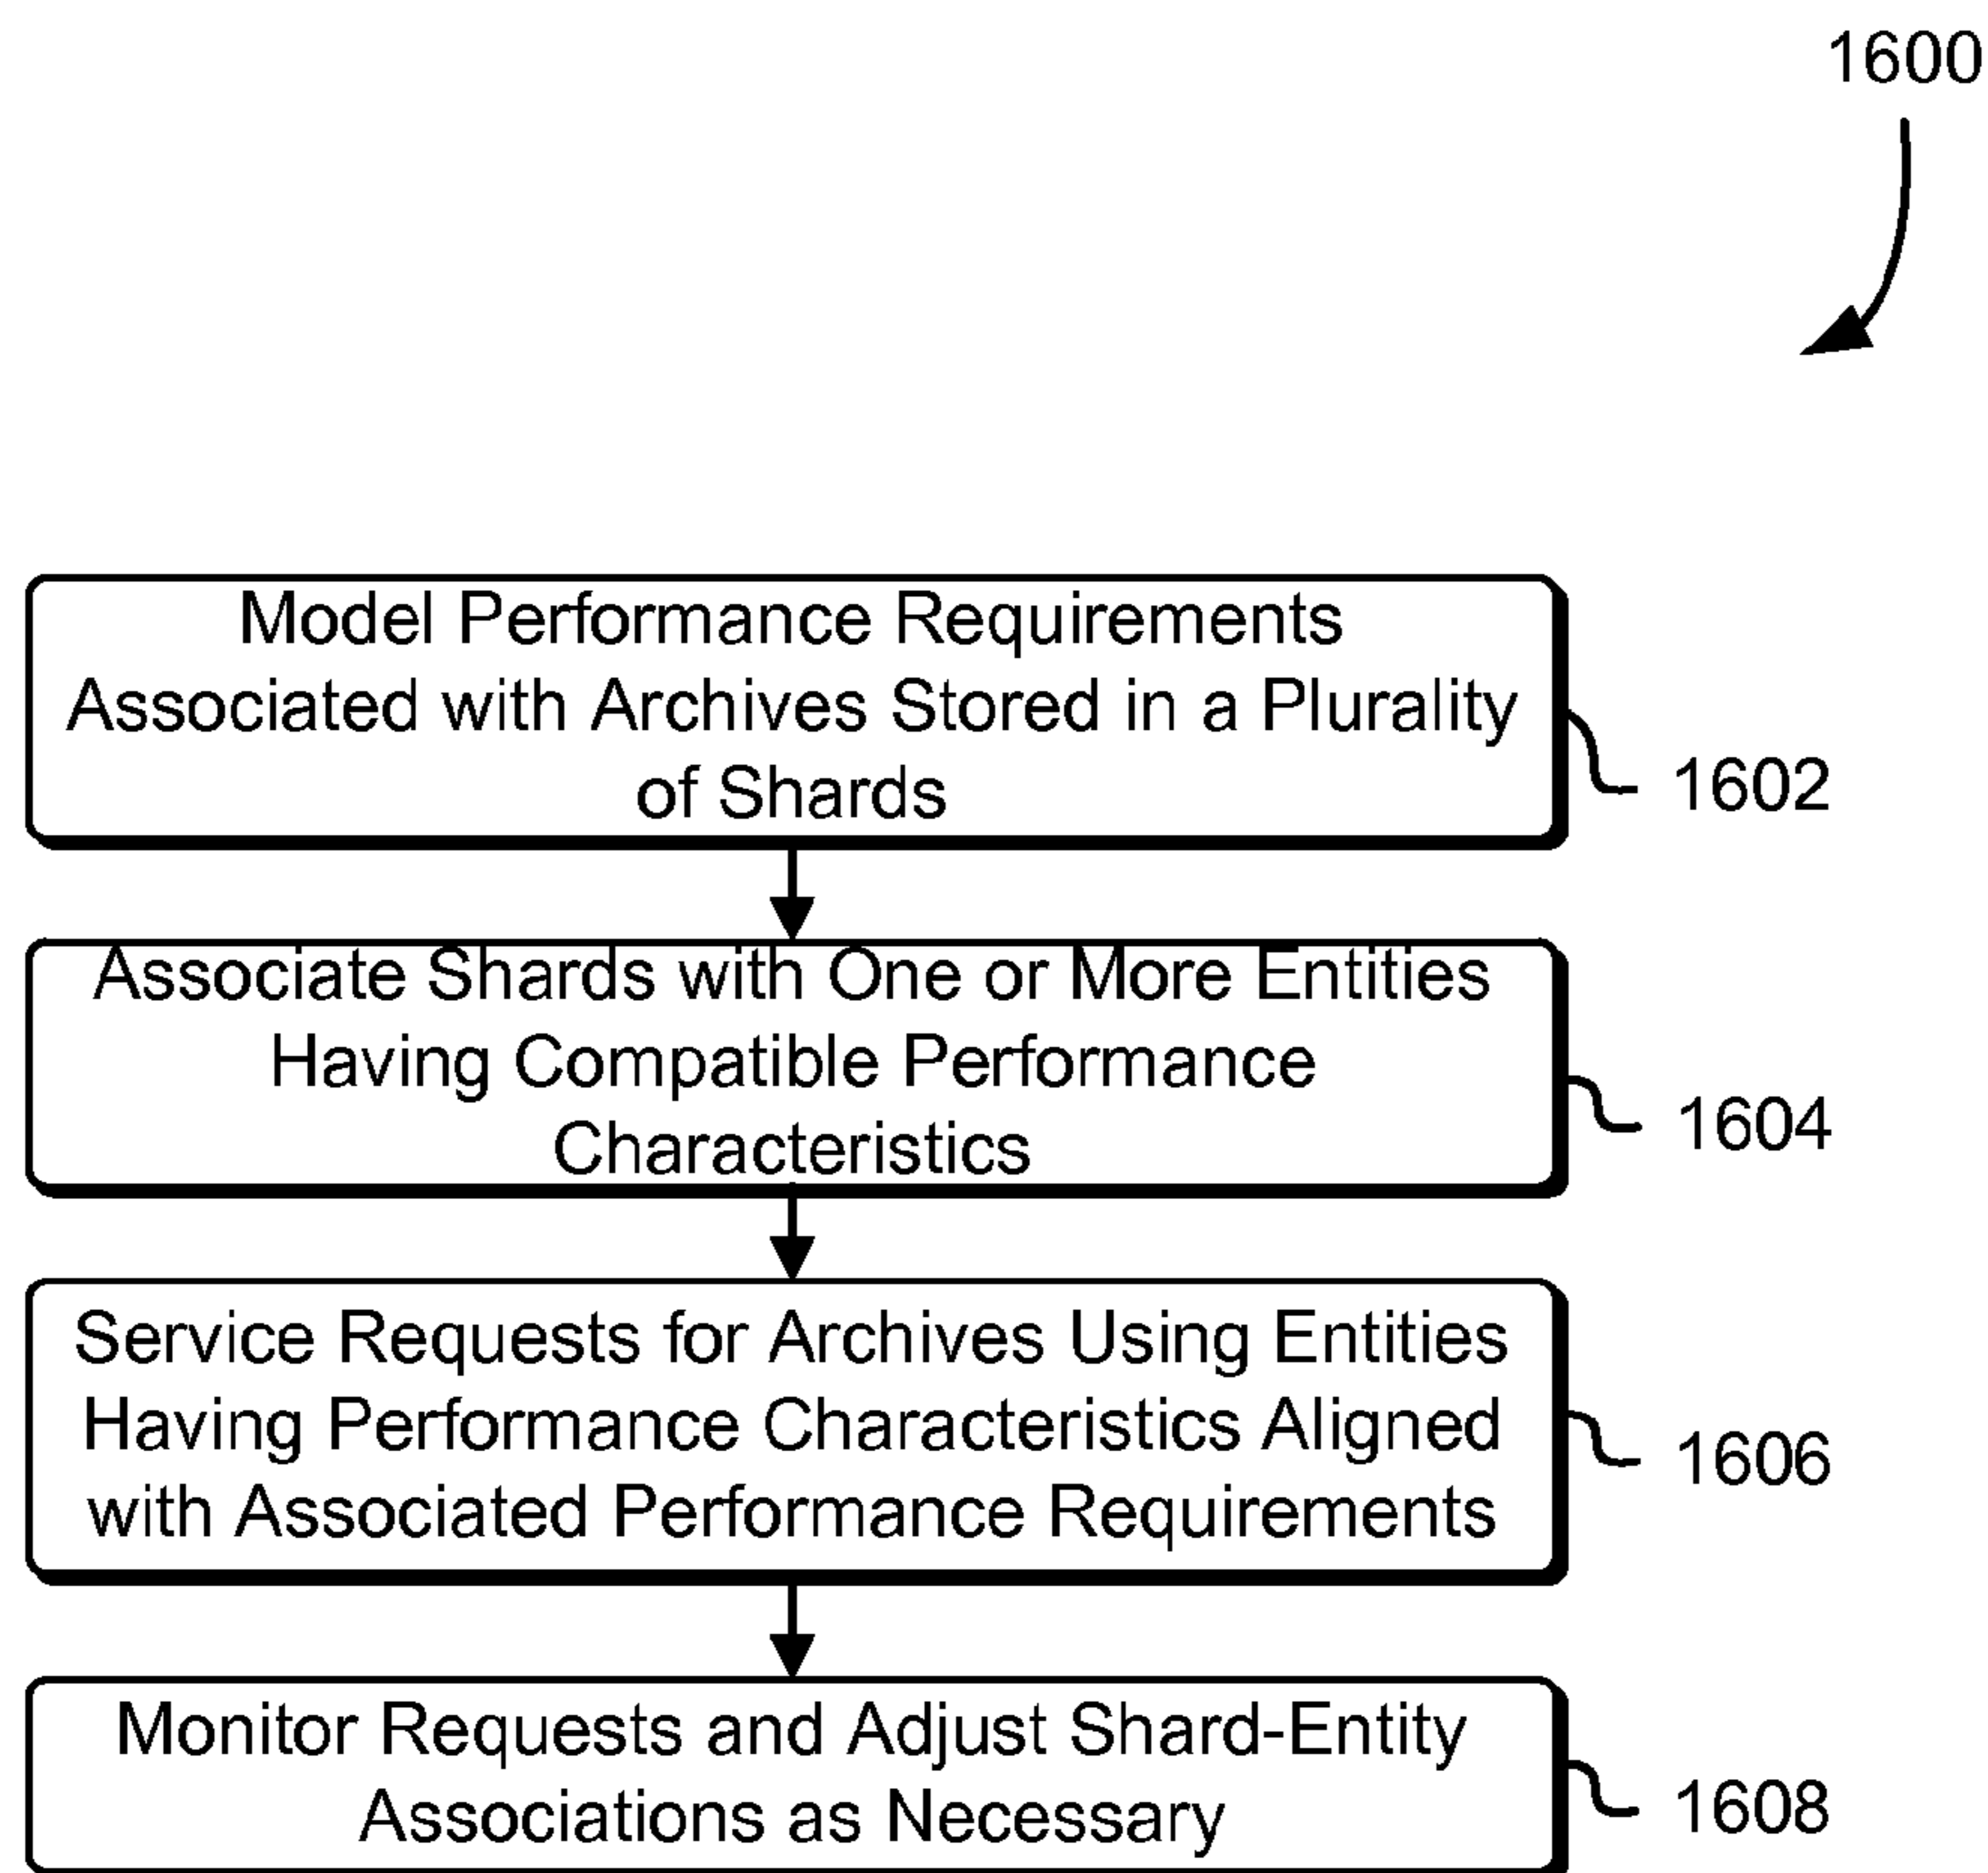 1600
Model Performance Requirements
Associated with Archives Stored in a Plurality
of Shards
1602
Associate Shards with One or More Entities
Having Compatible Performance
Characteristics
1604
Service Requests for Archives Using Entities
Having Performance Characteristics Aligned
with Associated Performance Requirements
1606
Monitor Requests and Adjust Shard-Entity
Associations as Necessary
1608